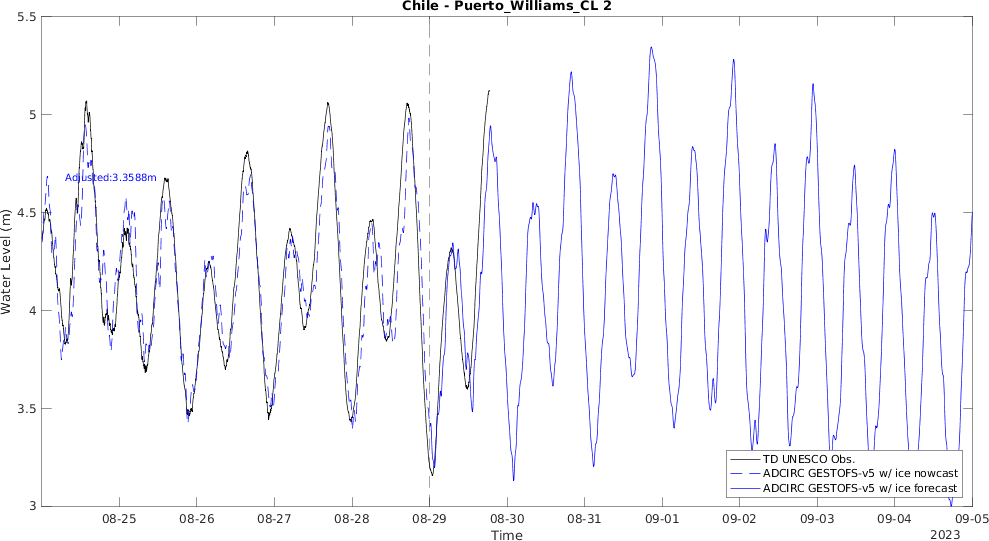 Chile - Puerto_Williams_CL 2
5.5
5
4.5
4
3.5
3
Water Level (m)
Adjusted:3.3588m
TD UNESCO Obs.
ADCIRC GESTOFS-v5 w/ ice nowcast
ADCIRC GESTOFS-v5 w/ ice forecast
08-25 08-26 08-27 08-28 08-29 08-30 08-31 09-01 09-02 09-03 09-04 09-05
Time
2023